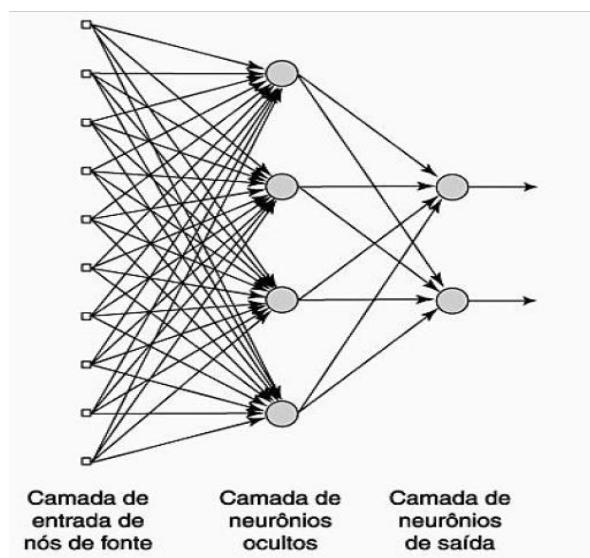 Camada de
entrada de
nós de fonte
Camada de
neurônios
ocultos
Camada de
neurônios
de saída